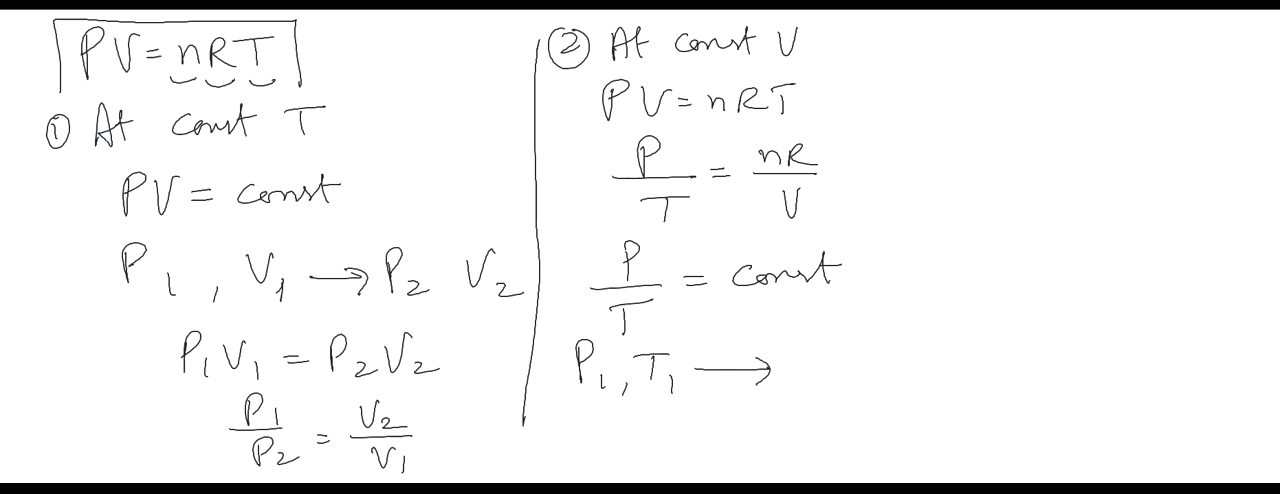 PV = nRT
① At const T
PV = const
P₁, V₁ → P₂ V₂
P₁V₁ = P₂V₂
P₁/P₂ = V₂/V₁
② At const V
PV = nRT
P/T = nR/V
P/T = const
P₁, T₁ →